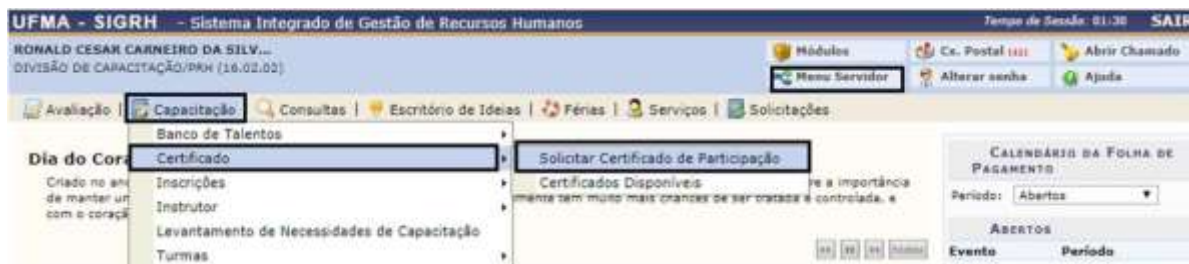 UFMA - SIGRH - Sistema Integrado de Gestão de Recursos Humanos
Tempo de Sessão: 01:30 SAIR
RONALD CESAR CARNEIRO DA SILV...
DIVISÃO DE CAPACITAÇÃO/PRH (16.02.02)
Módulos
Cx. Postal
Abrir Chamado
Menu Servidor
Alterar senha
Ajuda
Avaliação | Capacitação | Consultas | Escritório de Ideias | Férias | Serviços | Solicitações
Banco de Talentos
Certificado
Inscrições
Instrutor
Levantamento de Necessidades de Capacitação
Turmas
Solicitar Certificado de Participação
Certificados Disponíveis
Dia do Cora
Criado no an
de manter um
com o coraç
re a importância
mente tem muito mais chances de ser tratada e controlada, e
CALENDÁRIO DA FOLHA DE
PAGAMENTO
Período: Abertos
ABERTOS
Evento Período